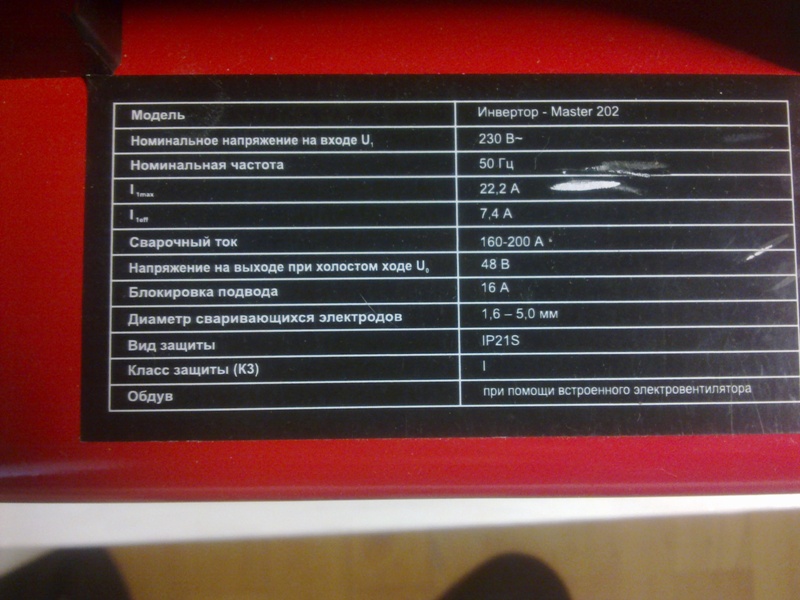 Модель Инвертор - Master 202
Номинальное напряжение на входе U₁ 230 В~
Номинальная частота 50 Гц
I₁max 22,2 А
I₁eff 7,4 А
Сварочный ток 160-200 А
Напряжение на выходе при холостом ходе U₀ 48 В
Блокировка подвода 16 А
Диаметр сваривающихся электродов 1,6 – 5,0 мм
Вид защиты IP21S
Класс защиты (К3) I
Обдув при помощи встроенного электровентилятора